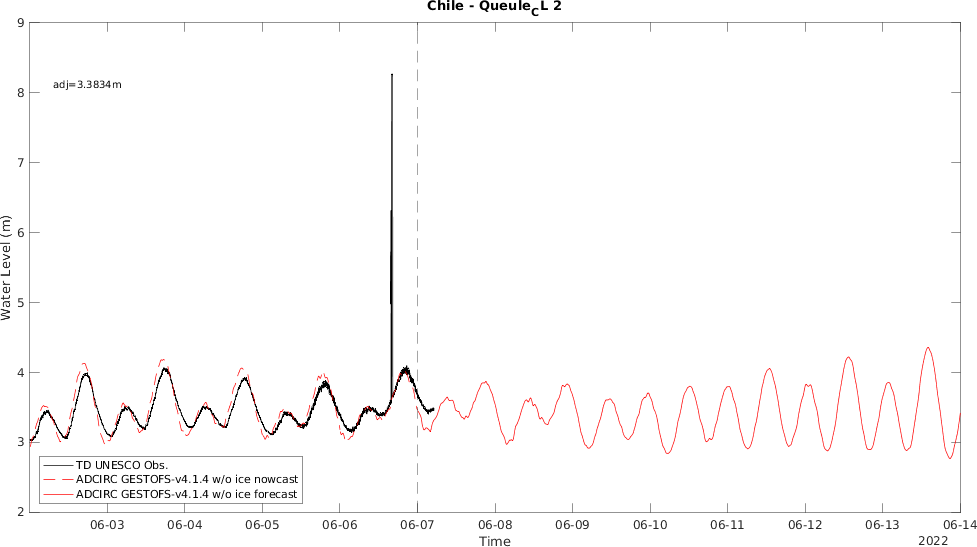 Chile - Queule_C L 2
adj=3.3834m
Water Level (m)
9
8
7
6
5
4
3
2
TD UNESCO Obs.
ADCIRC GESTOFS-v4.1.4 w/o ice nowcast
ADCIRC GESTOFS-v4.1.4 w/o ice forecast
06-03 06-04 06-05 06-06 06-07 06-08 06-09 06-10 06-11 06-12 06-13 06-14
Time
2022